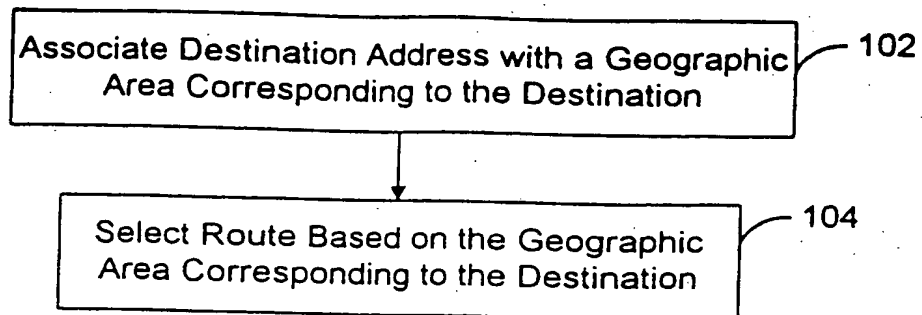 Associate Destination Address with a Geographic
Area Corresponding to the Destination
102
Select Route Based on the Geographic
Area Corresponding to the Destination
104